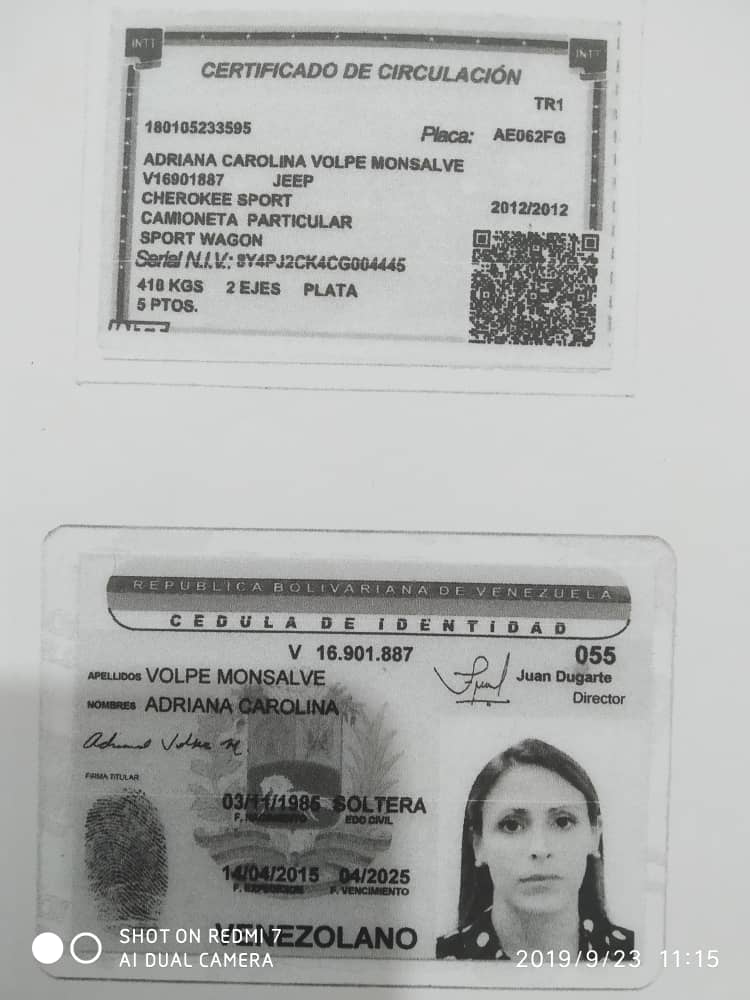 INTT
INTT
CERTIFICADO DE CIRCULACIÓN
TR1
180105233595 Placa: AE062FG
ADRIANA CAROLINA VOLPE MONSALVE
V16901887 JEEP
CHEROKEE SPORT 2012/2012
CAMIONETA PARTICULAR
SPORT WAGON
Serial N.I.V.: 8Y4PJ2CK4CG004445
410 KGS 2 EJES PLATA
5 PTOS.
REPUBLICA BOLIVARIANA DE VENEZUELA
CEDULA DE IDENTIDAD
V 16.901.887 055
APELLIDOS VOLPE MONSALVE Juan Dugarte
Director
NOMBRES ADRIANA CAROLINA
Adriana Volpe M.
FIRMA TITULAR
03/11/1985 SOLTERA
F. NACIMIENTO EDO CIVIL
14/04/2015 04/2025
F. EXPEDICION F. VENCIMIENTO
VENEZOLANO
SHOT ON REDMI 7
AI DUAL CAMERA
2019/9/23 11:15